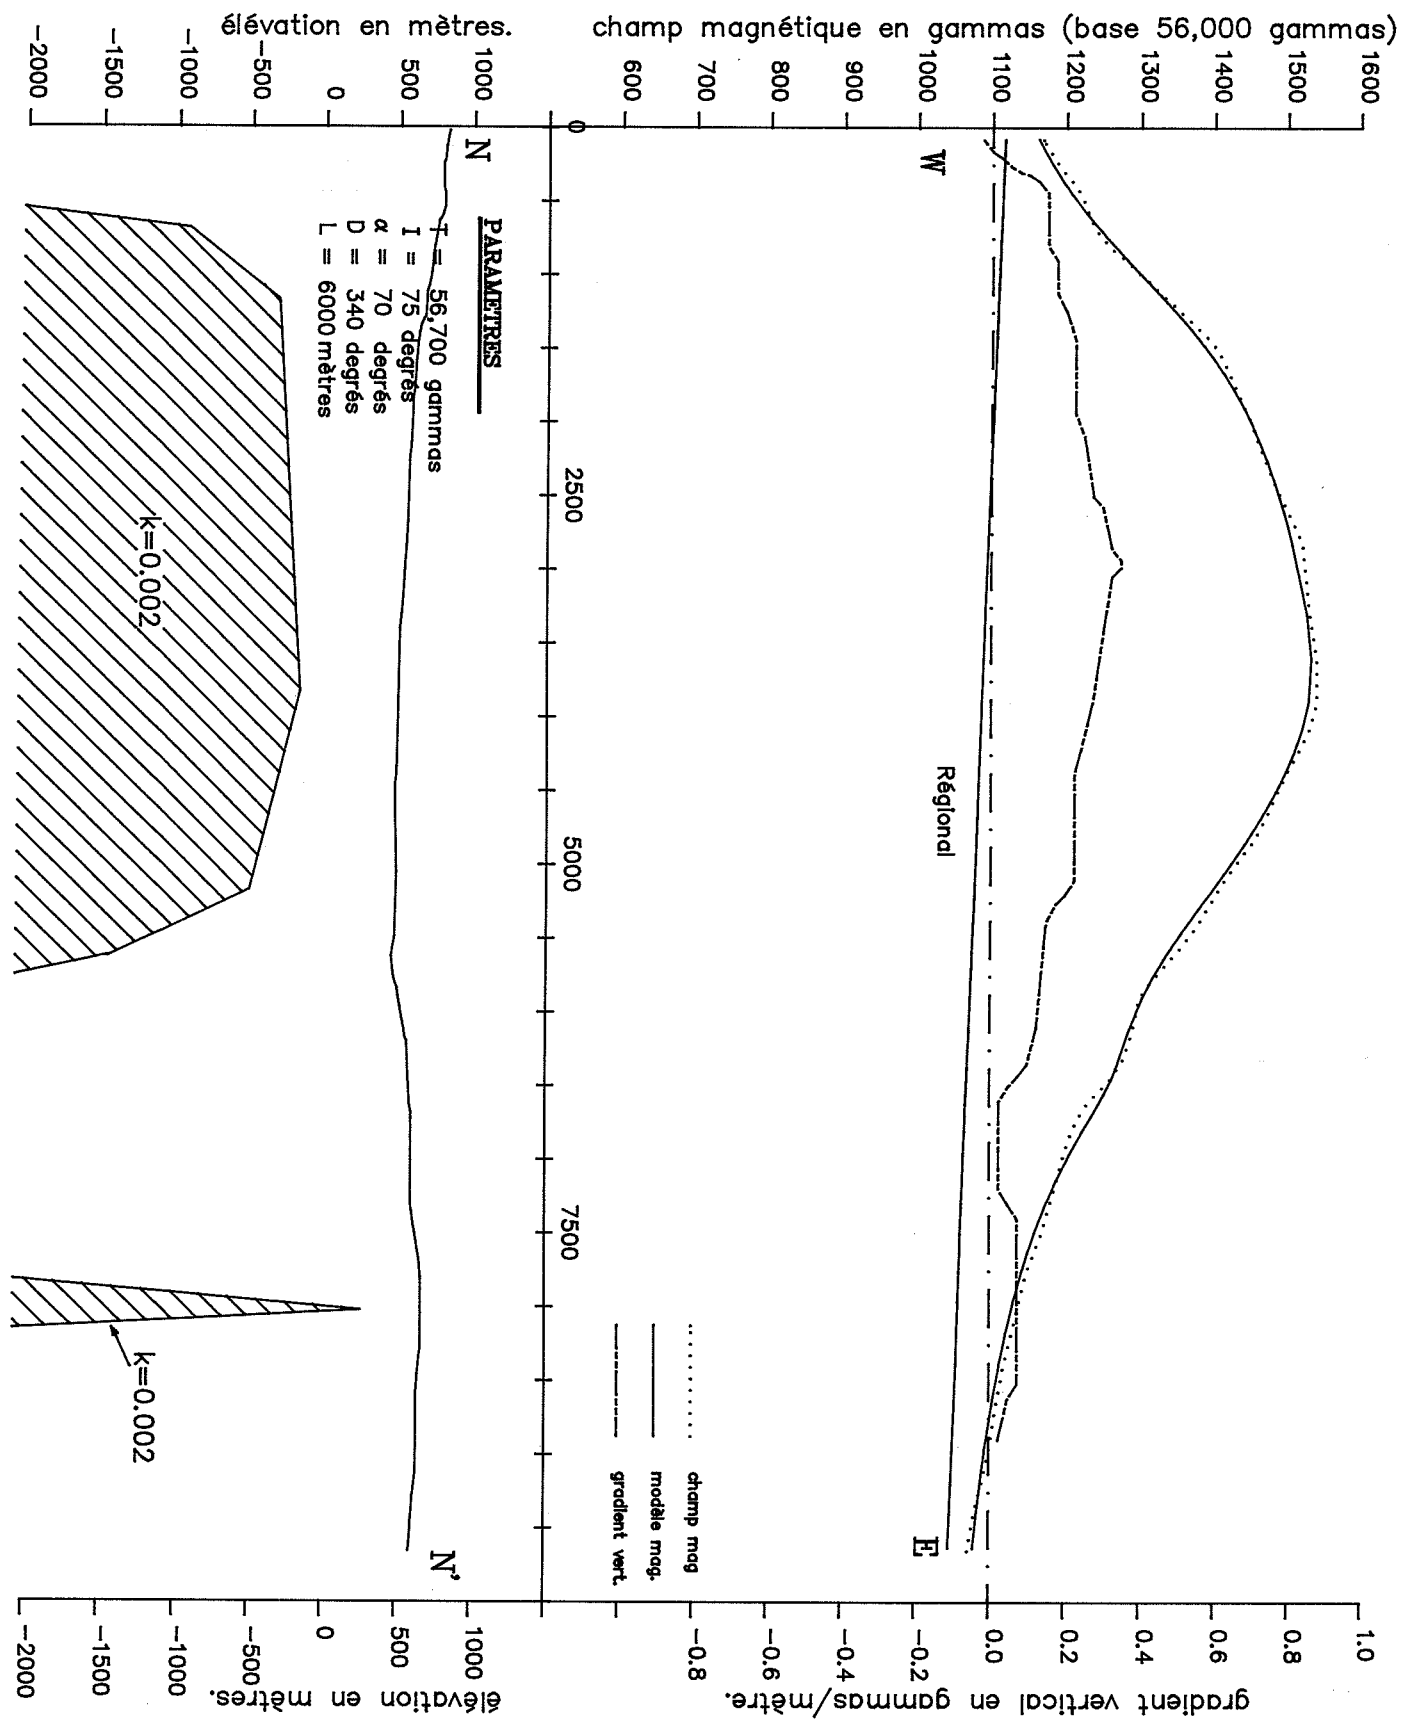 champ magnétique en gammas (base 56,000 gammas)
1600
1500
1400
1300
1200
1100
1000
900
800
700
600
élévation en mètres.
1000
500
0
-500
-1000
-1500
-2000
W
E
Régional
N
N'
0
2500
5000
7500
PARAMETRES
T = 56,700 gammas
I = 75 degrés
α = 70 degrés
D = 340 degrés
L = 6000 mètres
k=0.002
k=0.002
champ mag
modèle mag.
gradient vert.
gradient vertical en gammas/mètre.
1.0
0.8
0.6
0.4
0.2
0.0
-0.2
-0.4
-0.6
-0.8
élévation en mètres.
1000
500
0
-500
-1000
-1500
-2000